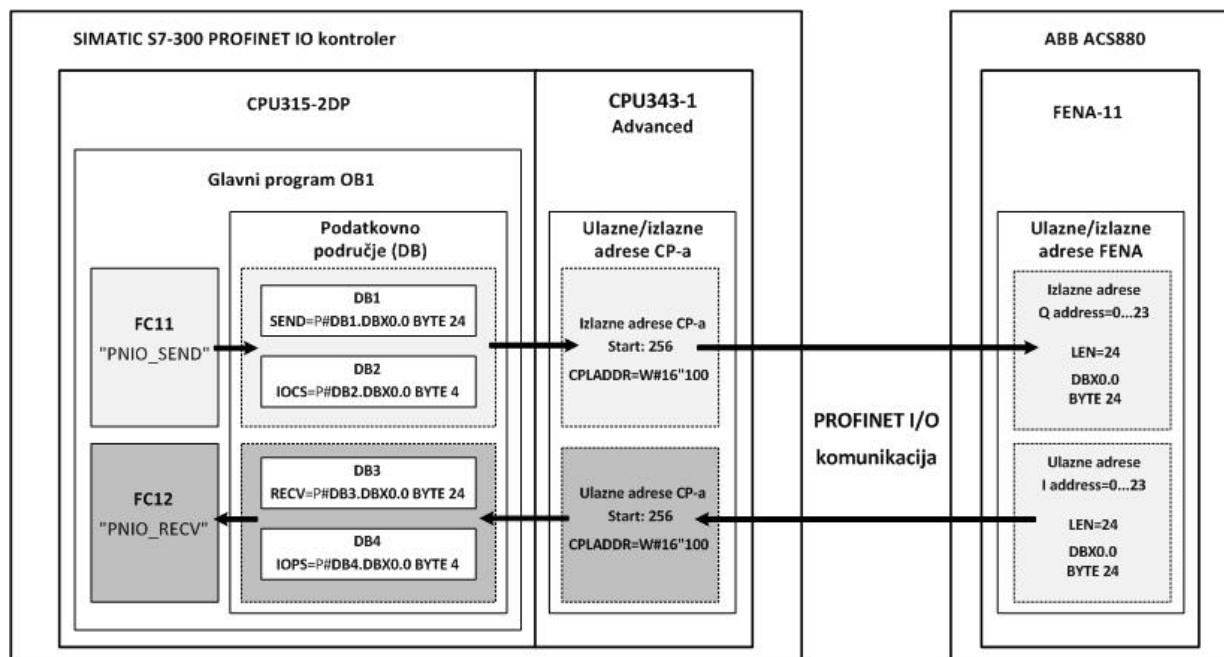 SIMATIC S7-300 PROFINET IO kontroler
CPU315-2DP
Glavni program OB1
FC11
"PNIO_SEND"
FC12
"PNIO_RECV"
Podatkovno
područje (DB)
DB1
SEND=P#DB1.DBX0.0 BYTE 24
DB2
IOCS=P#DB2.DBX0.0 BYTE 4
DB3
RECV=P#DB3.DBX0.0 BYTE 24
DB4
IOPS=P#DB4.DBX0.0 BYTE 4
CPU343-1
Advanced
Ulazne/izlazne
adrese CP-a
Izlazne adrese CP-a
Start: 256
CPLADDR=W#16"100
Ulazne adrese CP-a
Start: 256
CPLADDR=W#16"100
PROFINET I/O
komunikacija
ABB ACS880
FENA-11
Ulazne/izlazne
adrese FENA
Izlazne adrese
Q address=0...23
LEN=24
DBX0.0
BYTE 24
Ulazne adrese
I address=0...23
LEN=24
DBX0.0
BYTE 24